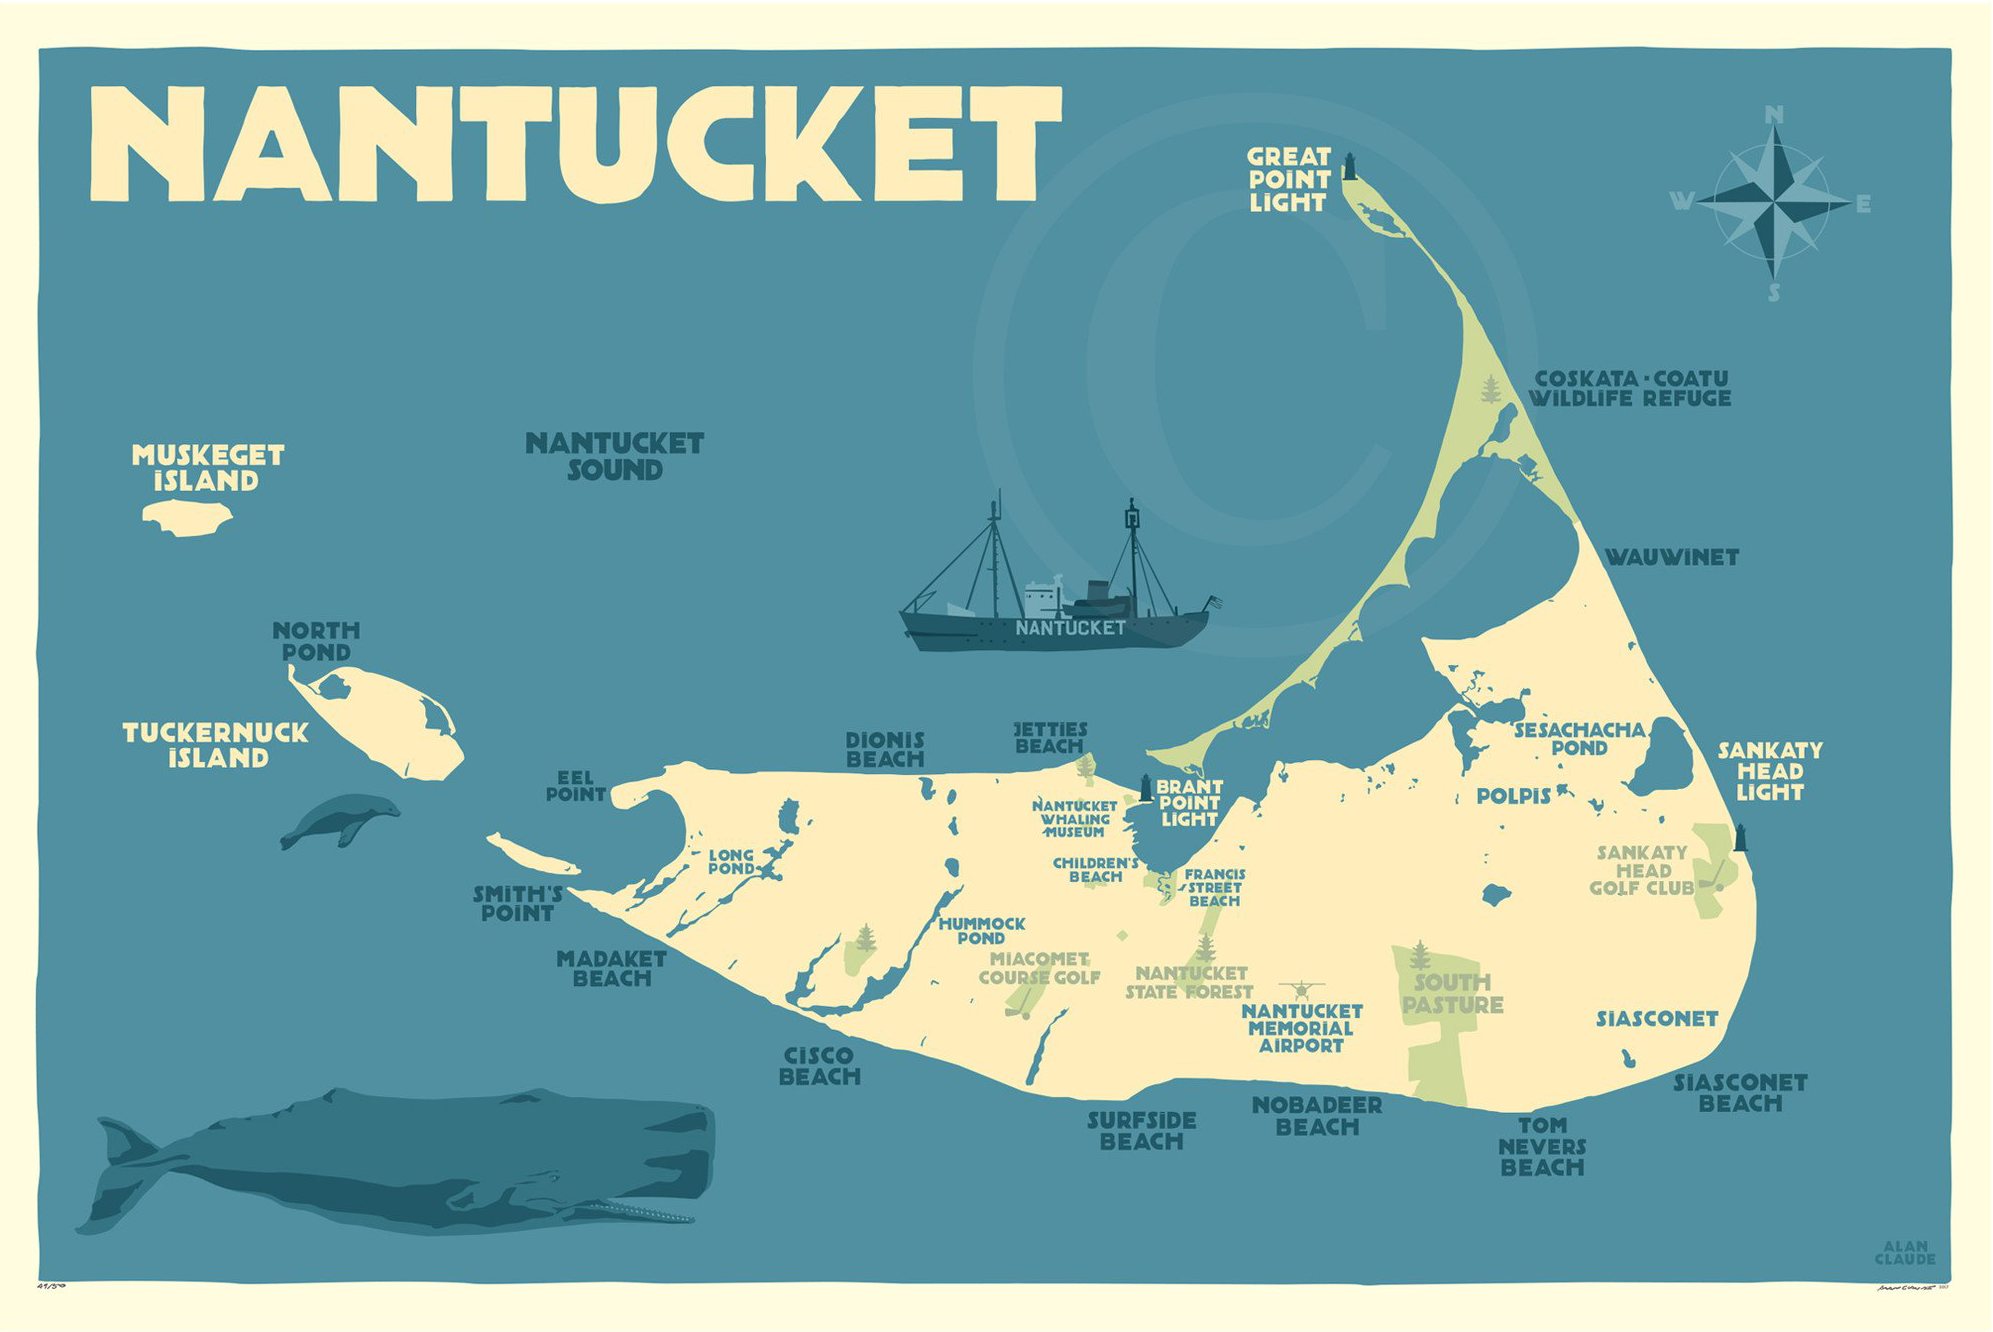 NANTUCKET
N
W
E
S
GREAT
POINT
LIGHT
COSKATA · COATU
WILDLIFE REFUGE
MUSKEGET
ISLAND
NANTUCKET
SOUND
NANTUCKET
WAUWINET
NORTH
POND
TUCKERNUCK
ISLAND
EEL
POINT
DIONIS
BEACH
JETTIES
BEACH
SESACHACHA
POND
SANKATY
HEAD
LIGHT
BRANT
POINT
LIGHT
NANTUCKET
WHALING
MUSEUM
POLPIS
LONG
POND
CHILDREN'S
BEACH
FRANCIS
STREET
BEACH
SANKATY
HEAD
GOLF CLUB
SMITH'S
POINT
MADAKET
BEACH
HUMMOCK
POND
MIACOMET
COURSE GOLF
NANTUCKET
STATE FOREST
SOUTH
PASTURE
NANTUCKET
MEMORIAL
AIRPORT
SIASCONET
CISCO
BEACH
SURFSIDE
BEACH
NOBADEER
BEACH
TOM
NEVERS
BEACH
SIASCONET
BEACH
ALAN
CLAUDE
C